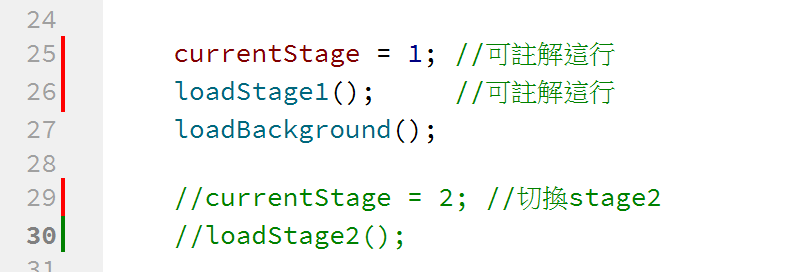 24
25 currentStage = 1; //可註解這行
26 loadStage1(); //可註解這行
27 loadBackground();
28
29 //currentStage = 2; //切換stage2
30 //loadStage2();
31